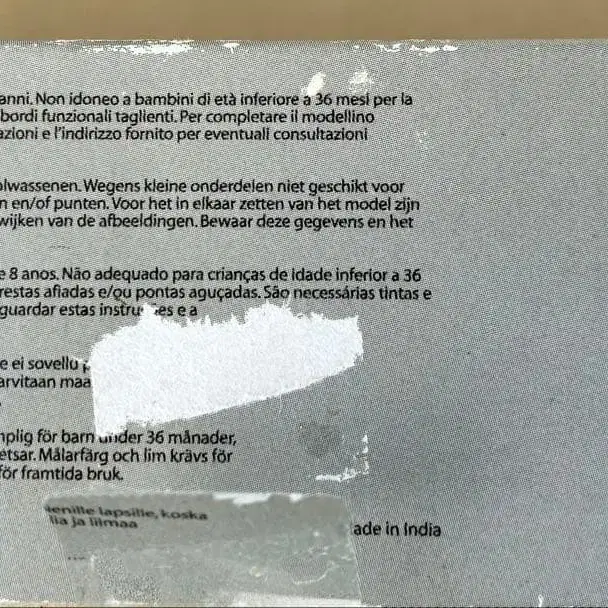 anni. Non idoneo a bambini di età inferiore a 36 mesi per la
bordi funzionali taglienti. Per completare il modellino
azioni e l'indirizzo fornito per eventuali consultazioni
olwassenen. Wegens kleine onderdelen niet geschikt voor
n en/of punten. Voor het in elkaar zetten van het model zijn
wijken van de afbeeldingen. Bewaar deze gegevens en het
e 8 anos. Não adequado para crianças de idade inferior a 36
restas afiadas e/ou pontas aguçadas. São necessárias tintas e
guardar estas instru es e a
e ei sovellu
arvitaan maa
nplig för barn under 36 månader,
etsar. Målarfärg och lim krävs för
för framtida bruk.
ienille lapsille, koska
lia ja liimaa
ade in India